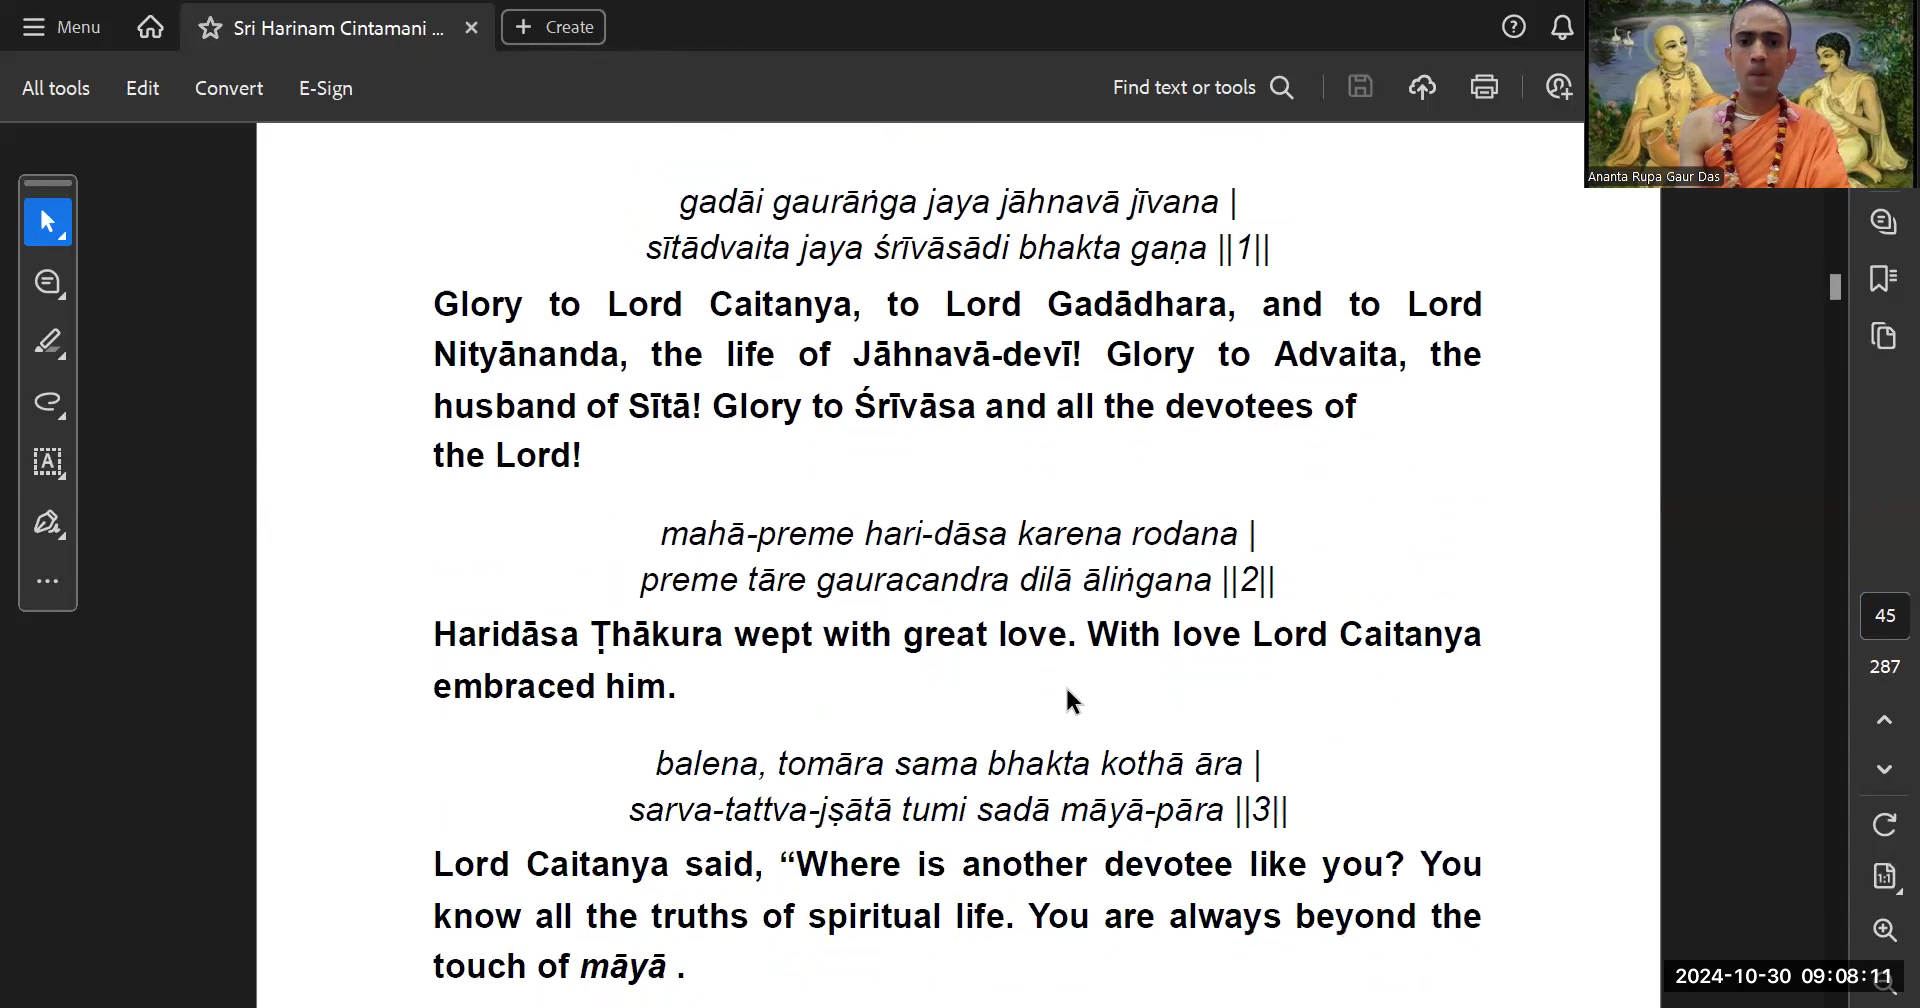 Menu
Sri Harinam Cintamani ...
Create
All tools
Edit
Convert
E-Sign
Find text or tools
Ananta Rupa Gaur Das
gadāi gaurāṅga jaya jāhnavā jīvana |
sītādvaita jaya śrīvāsādi bhakta gaṇa ||1||
Glory to Lord Caitanya, to Lord Gadādhara, and to Lord
Nityānanda, the life of Jāhnavā-devī! Glory to Advaita, the
husband of Sītā! Glory to Śrīvāsa and all the devotees of
the Lord!
mahā-preme hari-dāsa karena rodana |
preme tāre gauracandra dilā āliṅgana ||2||
Haridāsa Ṭhākura wept with great love. With love Lord Caitanya
embraced him.
balena, tomāra sama bhakta kothā āra |
sarva-tattva-jṣātā tumi sadā māyā-pāra ||3||
Lord Caitanya said, “Where is another devotee like you? You
know all the truths of spiritual life. You are always beyond the
touch of māyā .
45
287
1:1
2024-10-30 09:08:11